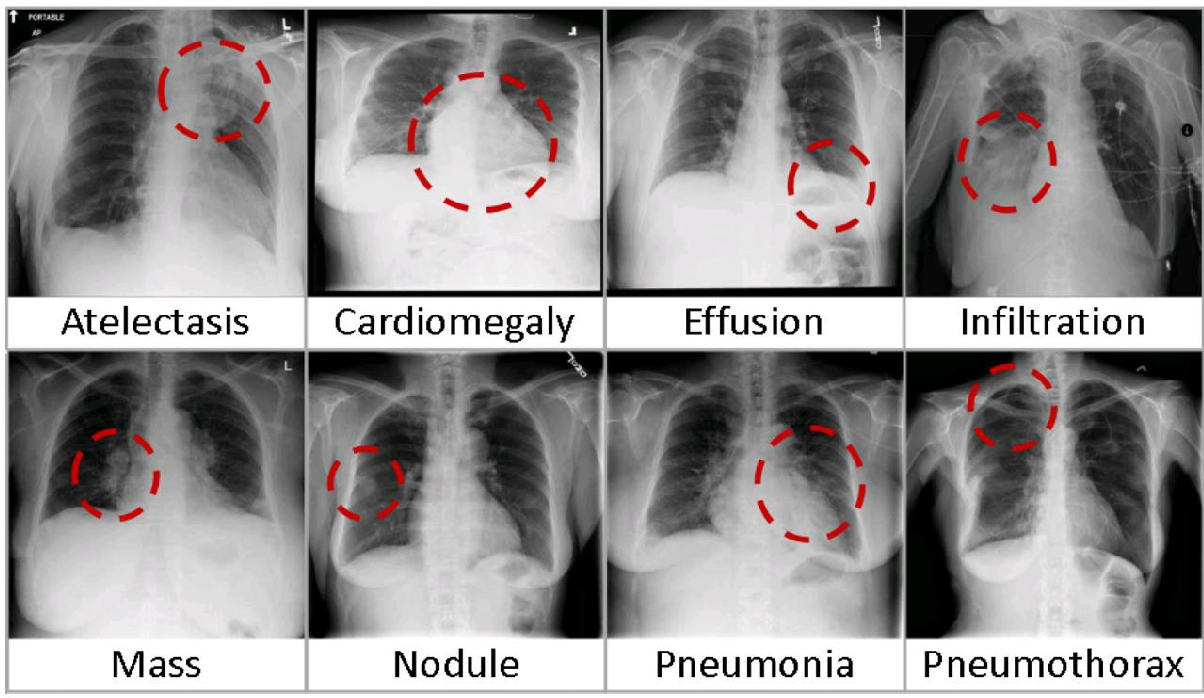 PORTABLE
AP
L
L
Atelectasis
Cardiomegaly
Effusion
Infiltration
L
Mass
Nodule
Pneumonia
Pneumothorax